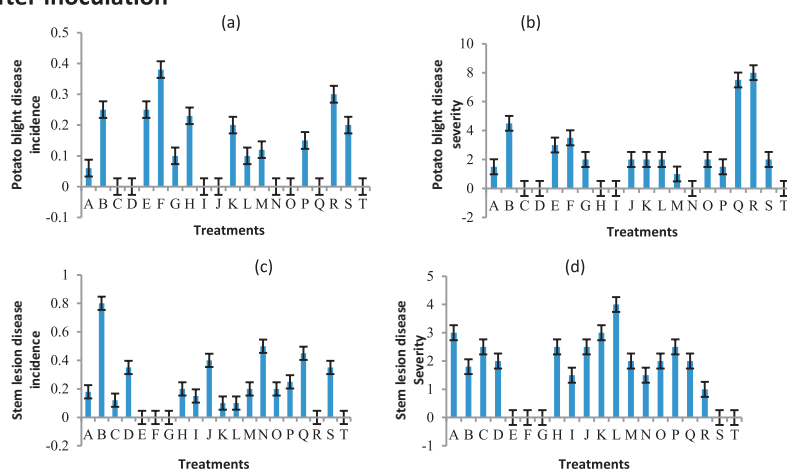 fter inoculation
(a)
Potato blight disease
incidence
0.5
0.4
0.3
0.2
0.1
0
-0.1
A B C D E F G H I J K L M N O P Q R S T
Treatments
(b)
Potato blight disease
severity
10
8
6
4
2
0
-2
A B C D E F G H I J K L M N O P Q R S T
Treatments
(c)
Stem lesion disease
incidence
1
0.8
0.6
0.4
0.2
0
-0.2
A B C D E F G H I J K L M N O P Q R S T
Treatments
(d)
Stem lesion disease
Severity
5
4
3
2
1
0
-1
A B C D E F G H I J K L M N O P Q R S T
Treatments